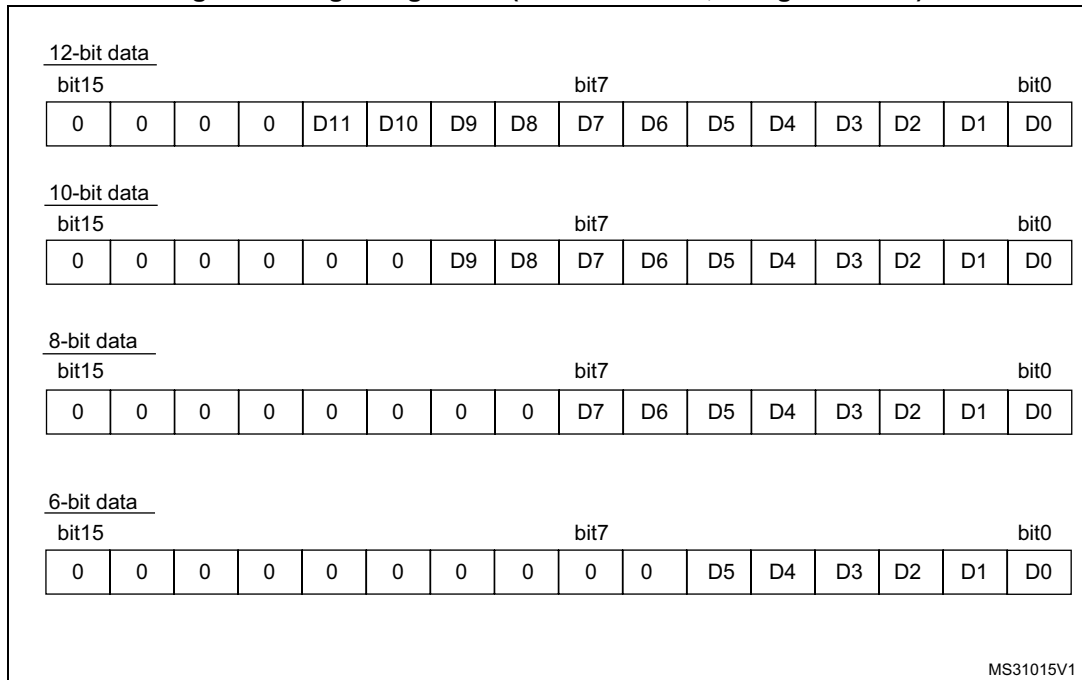 12-bit data
bit15 bit7 bit0
0 0 0 0 D11 D10 D9 D8 D7 D6 D5 D4 D3 D2 D1 D0
10-bit data
bit15 bit7 bit0
0 0 0 0 0 0 D9 D8 D7 D6 D5 D4 D3 D2 D1 D0
8-bit data
bit15 bit7 bit0
0 0 0 0 0 0 0 0 D7 D6 D5 D4 D3 D2 D1 D0
6-bit data
bit15 bit7 bit0
0 0 0 0 0 0 0 0 0 0 D5 D4 D3 D2 D1 D0
MS31015V1